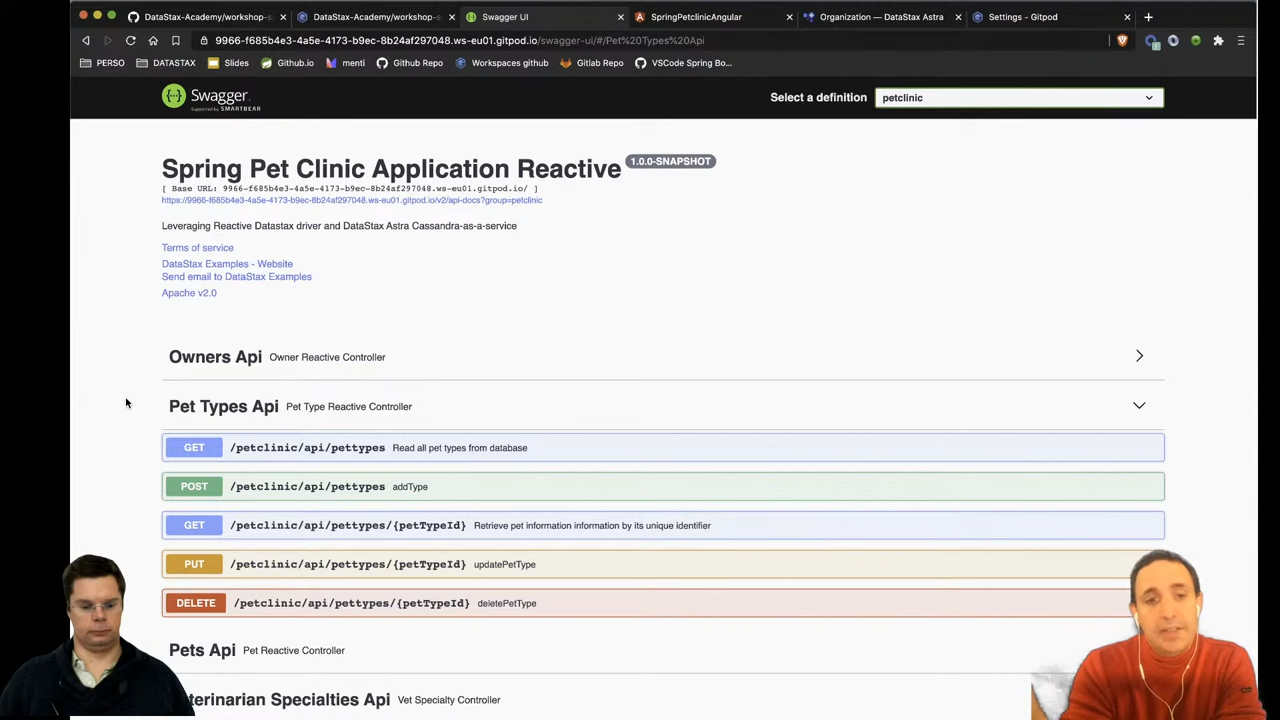 DataStax-Academy/workshop-s
DataStax-Academy/workshop-s
Swagger UI
SpringPetclinicAngular
Organization — DataStax Astra
Settings - Gitpod
9966-f685b4e3-4a5e-4173-b9ec-8b24af297048.ws-eu01.gitpod.io/swagger-ui/#/Pet%20Types%20Api
PERSO
DATASTAX
Slides
Github.io
menti
Github Repo
Workspaces github
Gitlab Repo
VSCode Spring Bo...
Swagger
Supported by SMARTBEAR
Select a definition
petclinic
Spring Pet Clinic Application Reactive 1.0.0-SNAPSHOT
[ Base URL: 9966-f685b4e3-4a5e-4173-b9ec-8b24af297048.ws-eu01.gitpod.io/ ]
https://9966-f685b4e3-4a5e-4173-b9ec-8b24af297048.ws-eu01.gitpod.io/v2/api-docs?group=petclinic
Leveraging Reactive Datastax driver and DataStax Astra Cassandra-as-a-service
Terms of service
DataStax Examples - Website
Send email to DataStax Examples
Apache v2.0
Owners Api Owner Reactive Controller
Pet Types Api Pet Type Reactive Controller
GET /petclinic/api/pettypes Read all pet types from database
POST /petclinic/api/pettypes addType
GET /petclinic/api/pettypes/{petTypeId} Retrieve pet information information by its unique identifier
PUT /petclinic/api/pettypes/{petTypeId} updatePetType
DELETE /petclinic/api/pettypes/{petTypeId} deletePetType
Pets Api Pet Reactive Controller
terinarian Specialties Api Vet Specialty Controller